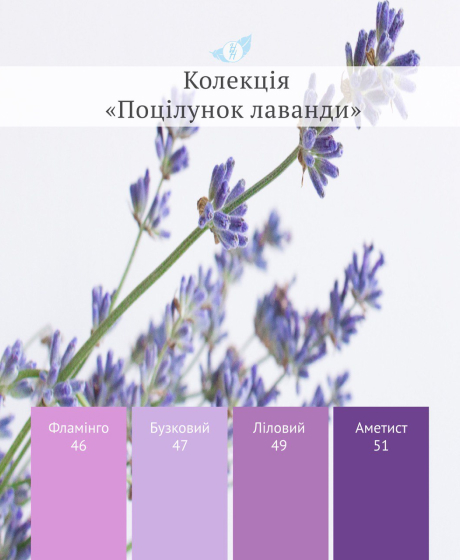 Колекція
«Поцілунок лаванди»
Фламінго
46
Бузковий
47
Ліловий
49
Аметист
51